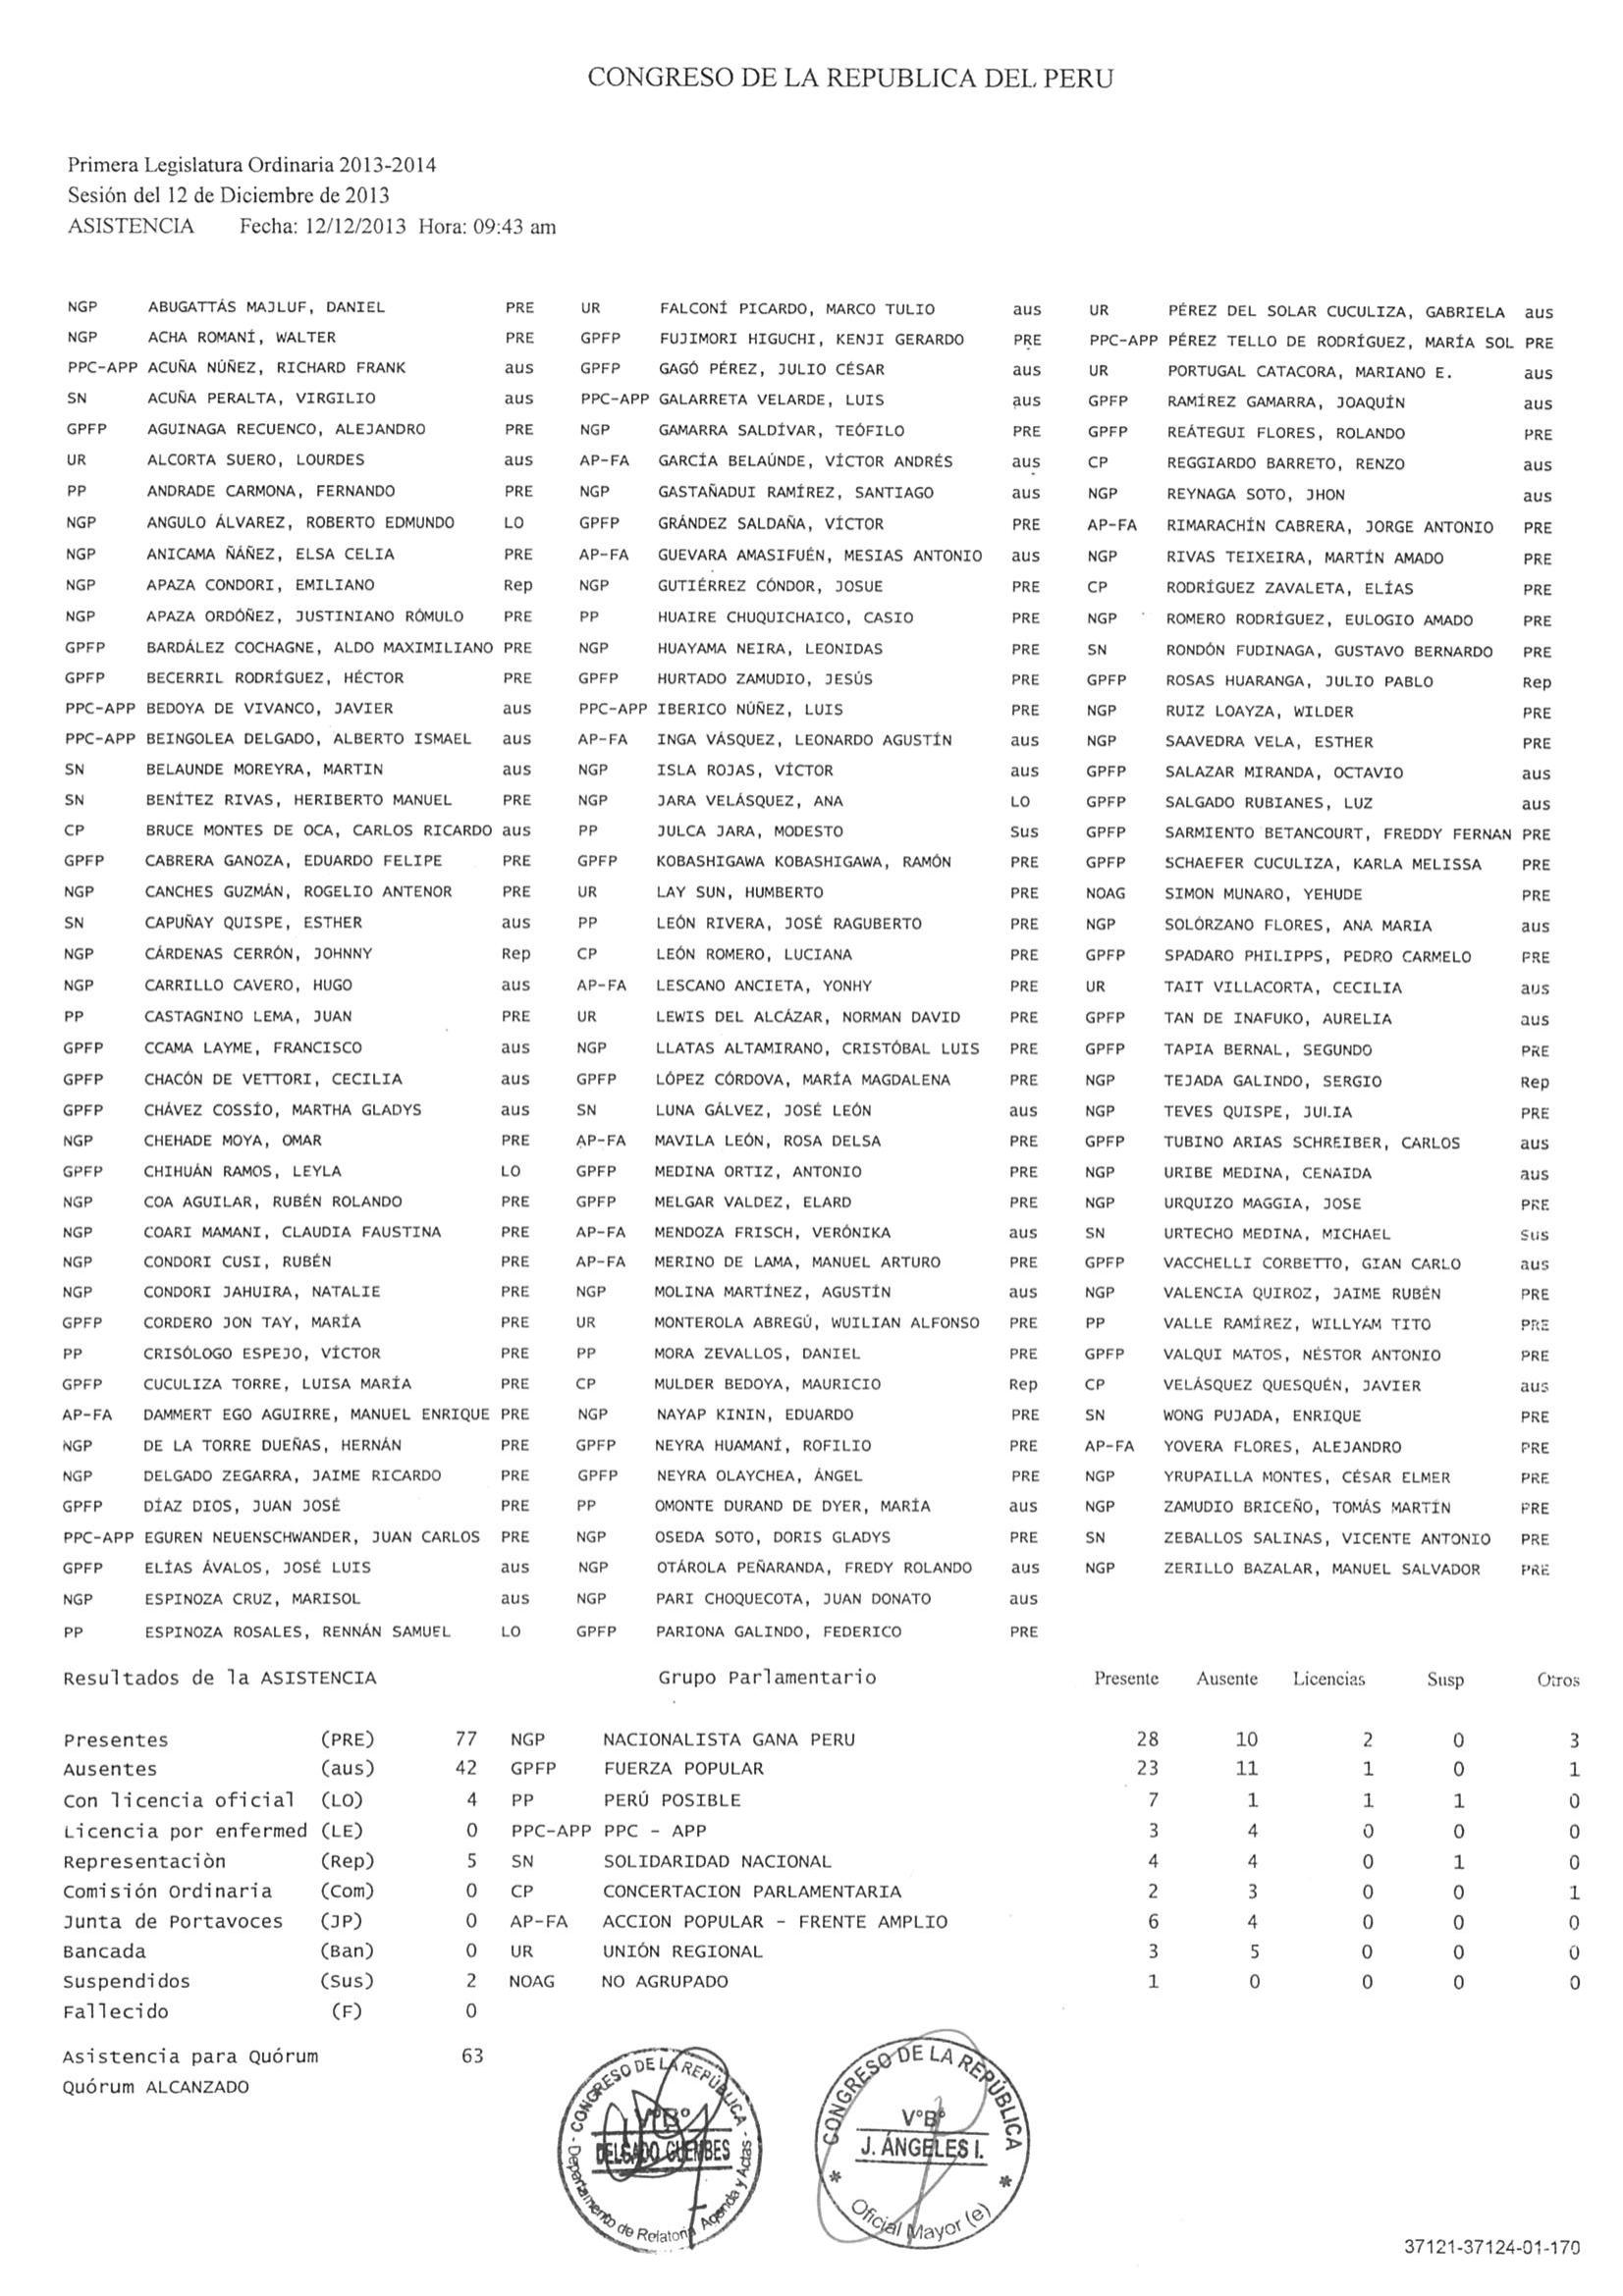 CONGRESO DE LA REPUBLICA DEL PERU
Primera Legislatura Ordinaria 2013-2014
Sesión del 12 de Diciembre de 2013
ASISTENCIA Fecha: 12/12/2013 Hora: 09:43 am
NGP ABUGATTÁS MAJLUF, DANIEL PRE UR FALCONÍ PICARDO, MARCO TULIO aus UR PÉREZ DEL SOLAR CUCULIZA, GABRIELA aus
NGP ACHA ROMANÍ, WALTER PRE GPFP FUJIMORI HIGUCHI, KENJI GERARDO PRE PPC-APP PÉREZ TELLO DE RODRÍGUEZ, MARÍA SOL PRE
PPC-APP ACUÑA NÚÑEZ, RICHARD FRANK aus GPFP GAGÓ PÉREZ, JULIO CÉSAR aus UR PORTUGAL CATACORA, MARIANO E. aus
SN ACUÑA PERALTA, VIRGILIO aus PPC-APP GALARRETA VELARDE, LUIS aus GPFP RAMÍREZ GAMARRA, JOAQUÍN aus
GPFP AGUINAGA RECUENCO, ALEJANDRO PRE NGP GAMARRA SALDÍVAR, TEÓFILO PRE GPFP REÁTEGUI FLORES, ROLANDO PRE
UR ALCORTA SUERO, LOURDES aus AP-FA GARCÍA BELAÚNDE, VÍCTOR ANDRÉS aus CP REGGIARDO BARRETO, RENZO aus
PP ANDRADE CARMONA, FERNANDO PRE NGP GASTAÑADUI RAMÍREZ, SANTIAGO aus NGP REYNAGA SOTO, JHON aus
NGP ANGULO ÁLVAREZ, ROBERTO EDMUNDO LO GPFP GRÁNDEZ SALDAÑA, VÍCTOR PRE AP-FA RIMARACHÍN CABRERA, JORGE ANTONIO PRE
NGP ANICAMA ÑÁÑEZ, ELSA CELIA PRE AP-FA GUEVARA AMASIFUÉN, MESIAS ANTONIO aus NGP RIVAS TEIXEIRA, MARTÍN AMADO PRE
NGP APAZA CONDORI, EMILIANO Rep NGP GUTIÉRREZ CÓNDOR, JOSUE PRE CP RODRÍGUEZ ZAVALETA, ELÍAS PRE
NGP APAZA ORDÓÑEZ, JUSTINIANO RÓMULO PRE PP HUAIRE CHUQUICHAICO, CASIO PRE NGP ROMERO RODRÍGUEZ, EULOGIO AMADO PRE
GPFP BARDÁLEZ COCHAGNE, ALDO MAXIMILIANO PRE NGP HUAYAMA NEIRA, LEONIDAS PRE SN RONDÓN FUDINAGA, GUSTAVO BERNARDO PRE
GPFP BECERRIL RODRÍGUEZ, HÉCTOR PRE GPFP HURTADO ZAMUDIO, JESÚS PRE GPFP ROSAS HUARANGA, JULIO PABLO Rep
PPC-APP BEDOYA DE VIVANCO, JAVIER aus PPC-APP IBERICO NÚÑEZ, LUIS PRE NGP RUIZ LOAYZA, WILDER PRE
PPC-APP BEINGOLEA DELGADO, ALBERTO ISMAEL aus AP-FA INGA VÁSQUEZ, LEONARDO AGUSTÍN aus NGP SAAVEDRA VELA, ESTHER PRE
SN BELAUNDE MOREYRA, MARTIN aus NGP ISLA ROJAS, VÍCTOR aus GPFP SALAZAR MIRANDA, OCTAVIO aus
SN BENÍTEZ RIVAS, HERIBERTO MANUEL PRE NGP JARA VELÁSQUEZ, ANA LO GPFP SALGADO RUBIANES, LUZ aus
CP BRUCE MONTES DE OCA, CARLOS RICARDO aus PP JULCA JARA, MODESTO Sus GPFP SARMIENTO BETANCOURT, FREDDY FERNAN PRE
GPFP CABRERA GANOZA, EDUARDO FELIPE PRE GPFP KOBASHIGAWA KOBASHIGAWA, RAMÓN PRE GPFP SCHAEFER CUCULIZA, KARLA MELISSA PRE
NGP CANCHES GUZMÁN, ROGELIO ANTENOR PRE UR LAY SUN, HUMBERTO PRE NOAG SIMON MUNARO, YEHUDE PRE
SN CAPUÑAY QUISPE, ESTHER aus PP LEÓN RIVERA, JOSÉ RAGUBERTO PRE NGP SOLÓRZANO FLORES, ANA MARIA aus
NGP CÁRDENAS CERRÓN, JOHNNY Rep CP LEÓN ROMERO, LUCIANA PRE GPFP SPADARO PHILIPPS, PEDRO CARMELO PRE
NGP CARRILLO CAVERO, HUGO aus AP-FA LESCANO ANCIETA, YONHY PRE UR TAIT VILLACORTA, CECILIA aus
PP CASTAGNINO LEMA, JUAN PRE UR LEWIS DEL ALCÁZAR, NORMAN DAVID PRE GPFP TAN DE INAFUKO, AURELIA aus
GPFP CCAMA LAYME, FRANCISCO aus NGP LLATAS ALTAMIRANO, CRISTÓBAL LUIS PRE GPFP TAPIA BERNAL, SEGUNDO PRE
GPFP CHACÓN DE VETTORI, CECILIA aus GPFP LÓPEZ CÓRDOVA, MARÍA MAGDALENA PRE NGP TEJADA GALINDO, SERGIO Rep
GPFP CHÁVEZ COSSÍO, MARTHA GLADYS aus SN LUNA GÁLVEZ, JOSÉ LEÓN aus NGP TEVES QUISPE, JULIA PRE
NGP CHEHADE MOYA, OMAR PRE AP-FA MAVILA LEÓN, ROSA DELSA PRE GPFP TUBINO ARIAS SCHREIBER, CARLOS aus
GPFP CHIHUÁN RAMOS, LEYLA LO GPFP MEDINA ORTIZ, ANTONIO PRE NGP URIBE MEDINA, CENAIDA aus
NGP COA AGUILAR, RUBÉN ROLANDO PRE GPFP MELGAR VALDEZ, ELARD PRE NGP URQUIZO MAGGIA, JOSE PRE
NGP COARI MAMANI, CLAUDIA FAUSTINA PRE AP-FA MENDOZA FRISCH, VERÓNIKA aus SN URTECHO MEDINA, MICHAEL Sus
NGP CONDORI CUSI, RUBÉN PRE AP-FA MERINO DE LAMA, MANUEL ARTURO PRE GPFP VACCHELLI CORBETTO, GIAN CARLO aus
NGP CONDORI JAHUIRA, NATALIE PRE NGP MOLINA MARTÍNEZ, AGUSTÍN aus NGP VALENCIA QUIROZ, JAIME RUBÉN PRE
GPFP CORDERO JON TAY, MARÍA PRE UR MONTEROLA ABREGÚ, WUILIAN ALFONSO PRE PP VALLE RAMÍREZ, WILLYAM TITO PRE
PP CRISÓLOGO ESPEJO, VÍCTOR PRE PP MORA ZEVALLOS, DANIEL PRE GPFP VALQUI MATOS, NÉSTOR ANTONIO PRE
GPFP CUCULIZA TORRE, LUISA MARÍA PRE CP MULDER BEDOYA, MAURICIO Rep CP VELÁSQUEZ QUESQUÉN, JAVIER aus
AP-FA DAMMERT EGO AGUIRRE, MANUEL ENRIQUE PRE NGP NAYAP KININ, EDUARDO PRE SN WONG PUJADA, ENRIQUE PRE
NGP DE LA TORRE DUEÑAS, HERNÁN PRE GPFP NEYRA HUAMANÍ, ROFILIO PRE AP-FA YOVERA FLORES, ALEJANDRO PRE
NGP DELGADO ZEGARRA, JAIME RICARDO PRE GPFP NEYRA OLAYCHEA, ÁNGEL PRE NGP YRUPAILLA MONTES, CÉSAR ELMER PRE
GPFP DÍAZ DIOS, JUAN JOSÉ PRE PP OMONTE DURAND DE DYER, MARÍA aus NGP ZAMUDIO BRICEÑO, TOMÁS MARTÍN PRE
PPC-APP EGUREN NEUENSCHWANDER, JUAN CARLOS PRE NGP OSEDA SOTO, DORIS GLADYS PRE SN ZEBALLOS SALINAS, VICENTE ANTONIO PRE
GPFP ELÍAS ÁVALOS, JOSÉ LUIS aus NGP OTÁROLA PEÑARANDA, FREDY ROLANDO aus NGP ZERILLO BAZALAR, MANUEL SALVADOR PRE
NGP ESPINOZA CRUZ, MARISOL aus NGP PARI CHOQUECOTA, JUAN DONATO aus
PP ESPINOZA ROSALES, RENNÁN SAMUEL LO GPFP PARIONA GALINDO, FEDERICO PRE
Resultados de la ASISTENCIA Grupo Parlamentario Presente Ausente Licencias Susp Otros
Presentes (PRE) 77 NGP NACIONALISTA GANA PERU 28 10 2 0 3
Ausentes (aus) 42 GPFP FUERZA POPULAR 23 11 1 0 1
Con licencia oficial (LO) 4 PP PERÚ POSIBLE 7 1 1 1 0
Licencia por enfermed (LE) 0 PPC-APP PPC - APP 3 4 0 0 0
Representaciòn (Rep) 5 SN SOLIDARIDAD NACIONAL 4 4 0 1 0
Comisión Ordinaria (Com) 0 CP CONCERTACION PARLAMENTARIA 2 3 0 0 1
Junta de Portavoces (JP) 0 AP-FA ACCION POPULAR - FRENTE AMPLIO 6 4 0 0 0
Bancada (Ban) 0 UR UNIÓN REGIONAL 3 5 0 0 0
Suspendidos (Sus) 2 NOAG NO AGRUPADO 1 0 0 0 0
Fallecido (F) 0
Asistencia para Quórum 63
Quórum ALCANZADO
- CONGRESO DE LA REPÚBLICA -
V°B°
DELGADO GUEMBES
Departamento de Relatoría Agenda y Actas
CONGRESO DE LA REPÚBLICA
V°B°
J. ÁNGELES I.
* Oficial Mayor (e) *
37121-37124-01-170